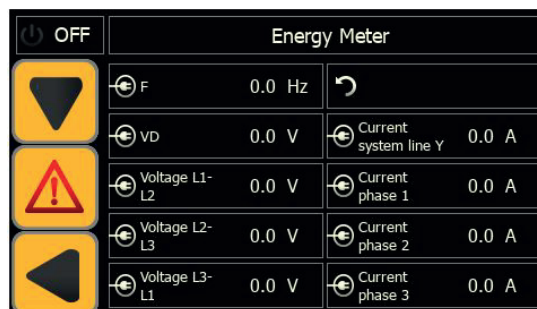 OFF
Energy Meter
F 0.0 Hz
VD 0.0 V
Current
system line Y 0.0 A
Voltage L1-
L2 0.0 V
Current
phase 1 0.0 A
Voltage L2-
L3 0.0 V
Current
phase 2 0.0 A
Voltage L3-
L1 0.0 V
Current
phase 3 0.0 A